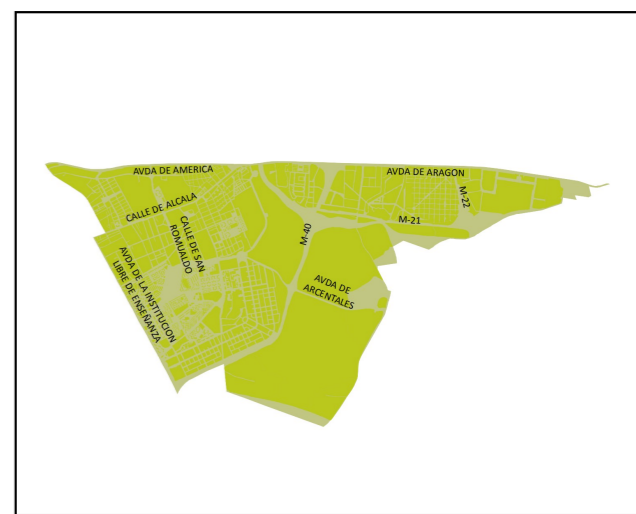 AVDA DE AMERICA
AVDA DE ARAGON
M-22
CALLE DE ALCALA
M-21
CALLE DE SAN
ROMUALDO
M-40
AVDA DE LA INSTITUCION
LIBRE DE ENSEÑANZA
AVDA DE
ARCENTALES